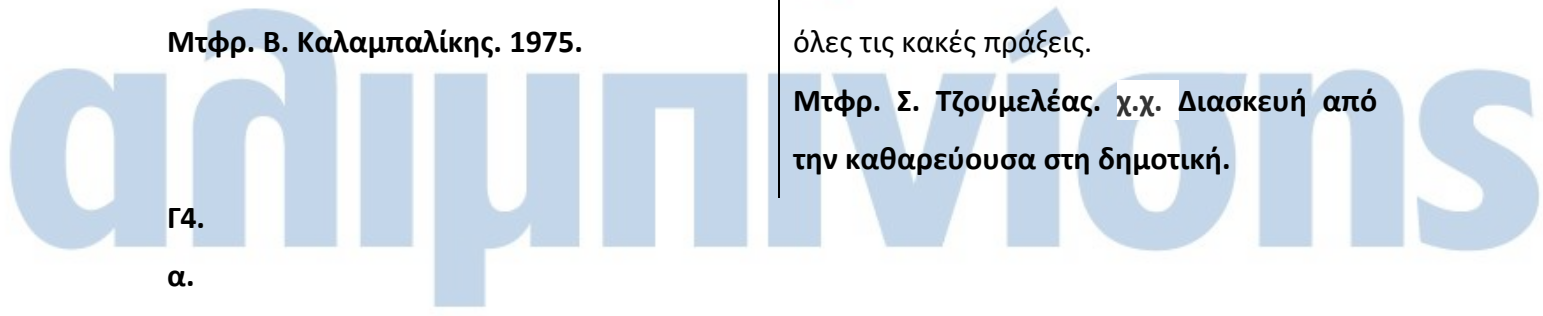 Μτφρ. Β. Καλαμπαλίκης. 1975.
όλες τις κακές πράξεις.
Μτφρ. Σ. Τζουμελέας. χ.χ. Διασκευή από
την καθαρεύουσα στη δημοτική.
Γ4.
α.
αλιμπινίσης